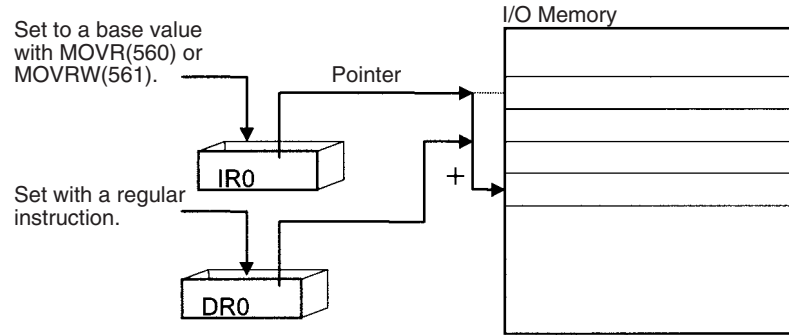 I/O Memory
Set to a base value
with MOVR(560) or
MOVRW(561).
Pointer
IR0
Set with a regular
instruction.
+
DR0